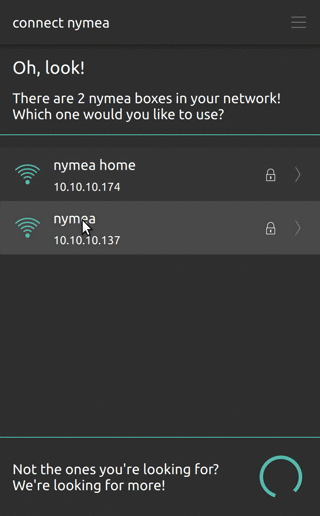 connect nymea
Oh, look!
There are 2 nymea boxes in your network!
Which one would you like to use?
nymea home
10.10.10.174
nymea
10.10.10.137
Not the ones you're looking for?
We're looking for more!